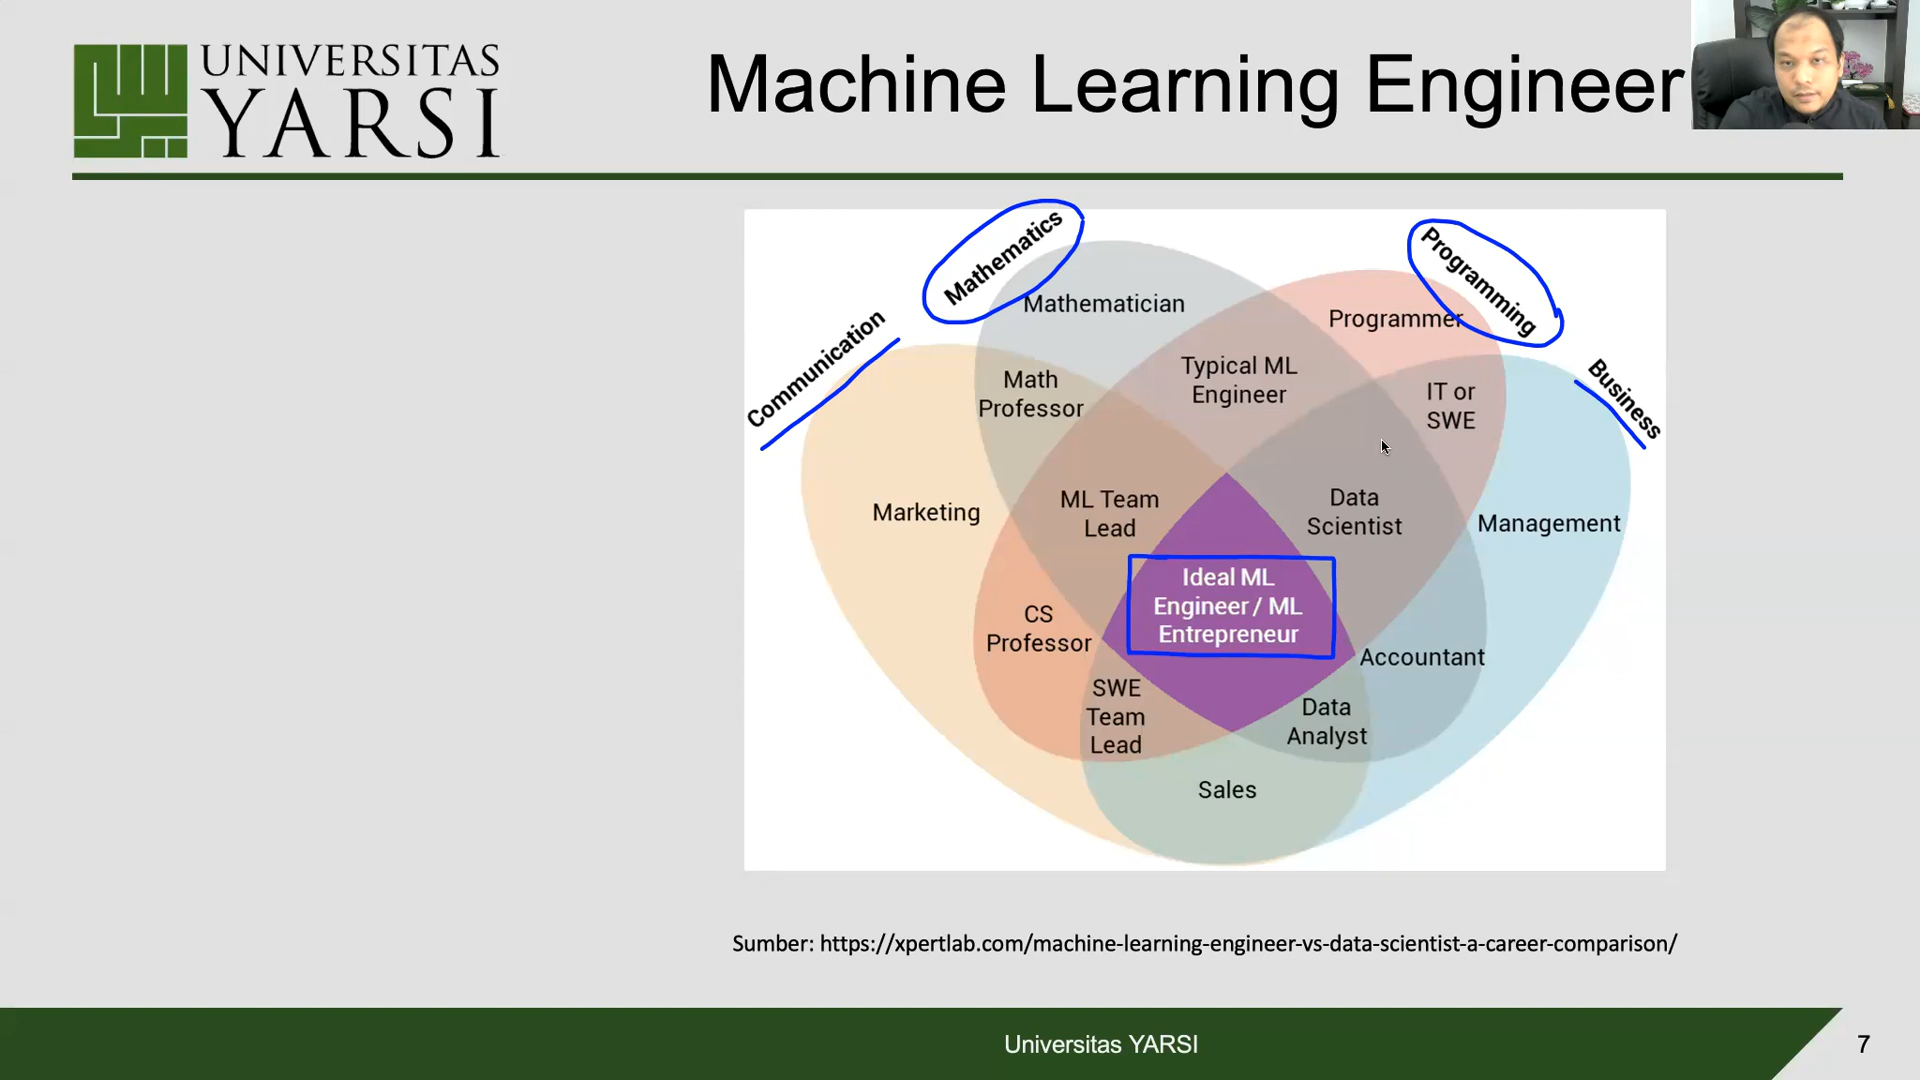 UNIVERSITAS
YARSI
Machine Learning Engineer
Mathematics
Programming
Communication
Business
Mathematician
Programmer
Typical ML
Engineer
Math
Professor
IT or
SWE
Marketing
ML Team
Lead
Data
Scientist
Management
Ideal ML
Engineer / ML
Entrepreneur
CS
Professor
Accountant
SWE
Team
Lead
Data
Analyst
Sales
Sumber: https://xpertlab.com/machine-learning-engineer-vs-data-scientist-a-career-comparison/
Universitas YARSI
7